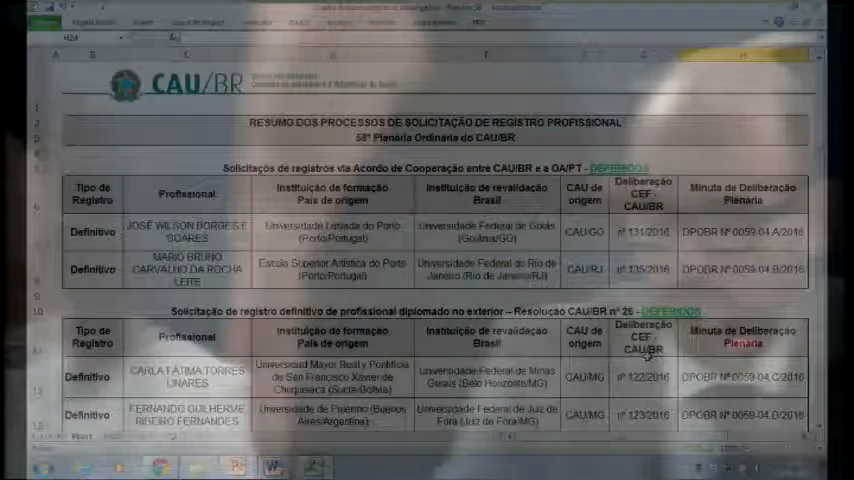 H24
CAU/BR
RESUMO DOS PROCESSOS DE SOLICITAÇÃO DE REGISTRO PROFISSIONAL
58ª Plenária Ordinária do CAU/BR
Solicitaçõs de registros via Acordo de Cooperação entre CAU/BR e a OA/PT - DEFERIDOS
Tipo de Registro Profissional Instituição de formação País de origem Instituição de revalidação Brasil CAU de origem Deliberação CEF - CAU/BR Minuta de Deliberação Plenária
Definitivo JOSÉ WILSON BORGES E SOARES Universidade Lusíada do Porto (Porto/Portugal) Universidade Federal de Goiás (Goiânia/GO) CAU/GO nº 131/2016 DPOBR Nº 0059-04.A/2016
Definitivo MARIO BRUNO CARVALHO DA ROCHA LEITE Escola Superior Artística do Porto (Porto/Portugal) Universidade Federal do Rio de Janeiro (Rio de Janeiro/RJ) CAU/RJ nº 135/2016 DPOBR Nº 0059-04.B/2016
Solicitação de registro definitivo de profissional diplomado no exterior – Resolução CAU/BR nº 26 - DEFERIDOS
Tipo de Registro Profissional Instituição de formação País de origem Instituição de revalidação Brasil CAU de origem Deliberação CEF - CAU/BR Minuta de Deliberação Plenária
Definitivo CARLA FÁTIMA TORRES LINARES Universidad Mayor Real y Pontificia de San Francisco Xavier de Chuquisaca (Sucre/Bolívia) Universidade Federal de Minas Gerais (Belo Horizonte/MG) CAU/MG nº 122/2016 DPOBR Nº 0059-04.C/2016
Definitivo FERNANDO GUILHERME RIBEIRO FERNANDES Universidade de Palermo (Buenos Aires/Argentina) Universidade Federal de Juiz de Fora (Juiz de Fora/MG) CAU/MG nº 123/2016 DPOBR Nº 0059-04.D/2016